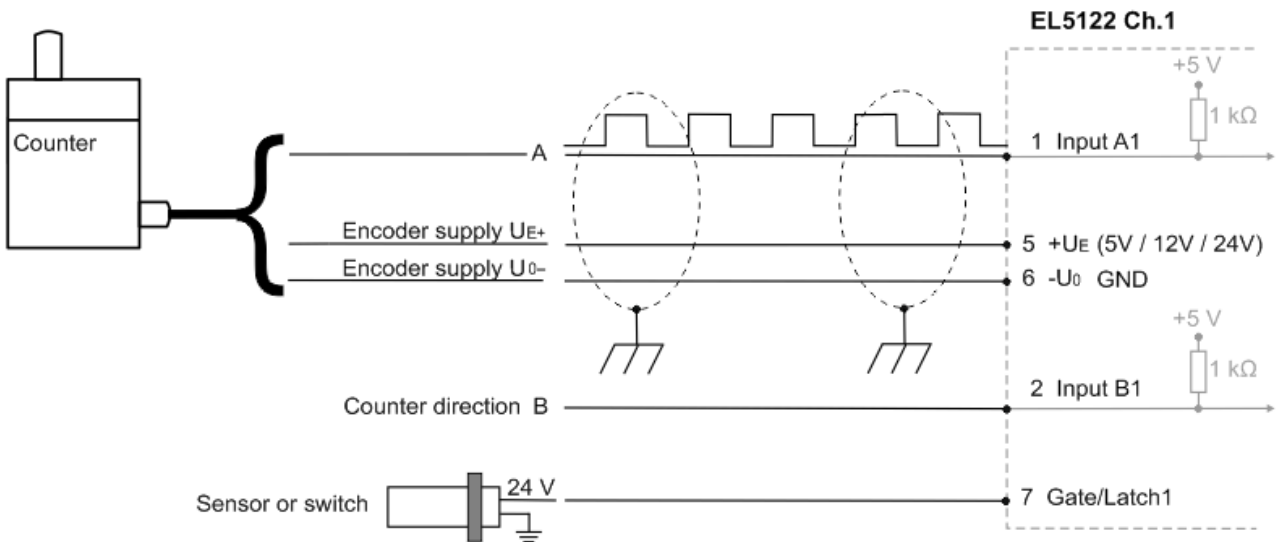 EL5122 Ch.1
+5 V
1 kΩ
Counter
A
1 Input A1
Encoder supply UE+
5 +UE (5V / 12V / 24V)
Encoder supply U0–
6 -U0 GND
+5 V
1 kΩ
2 Input B1
Counter direction B
24 V
Sensor or switch
7 Gate/Latch1